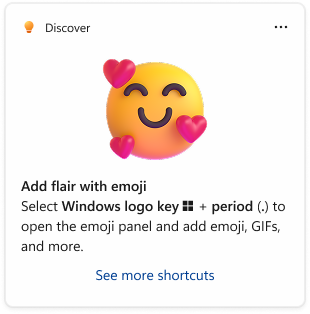 Discover
Add flair with emoji
Select Windows logo key + period (.) to
open the emoji panel and add emoji, GIFs,
and more.
See more shortcuts